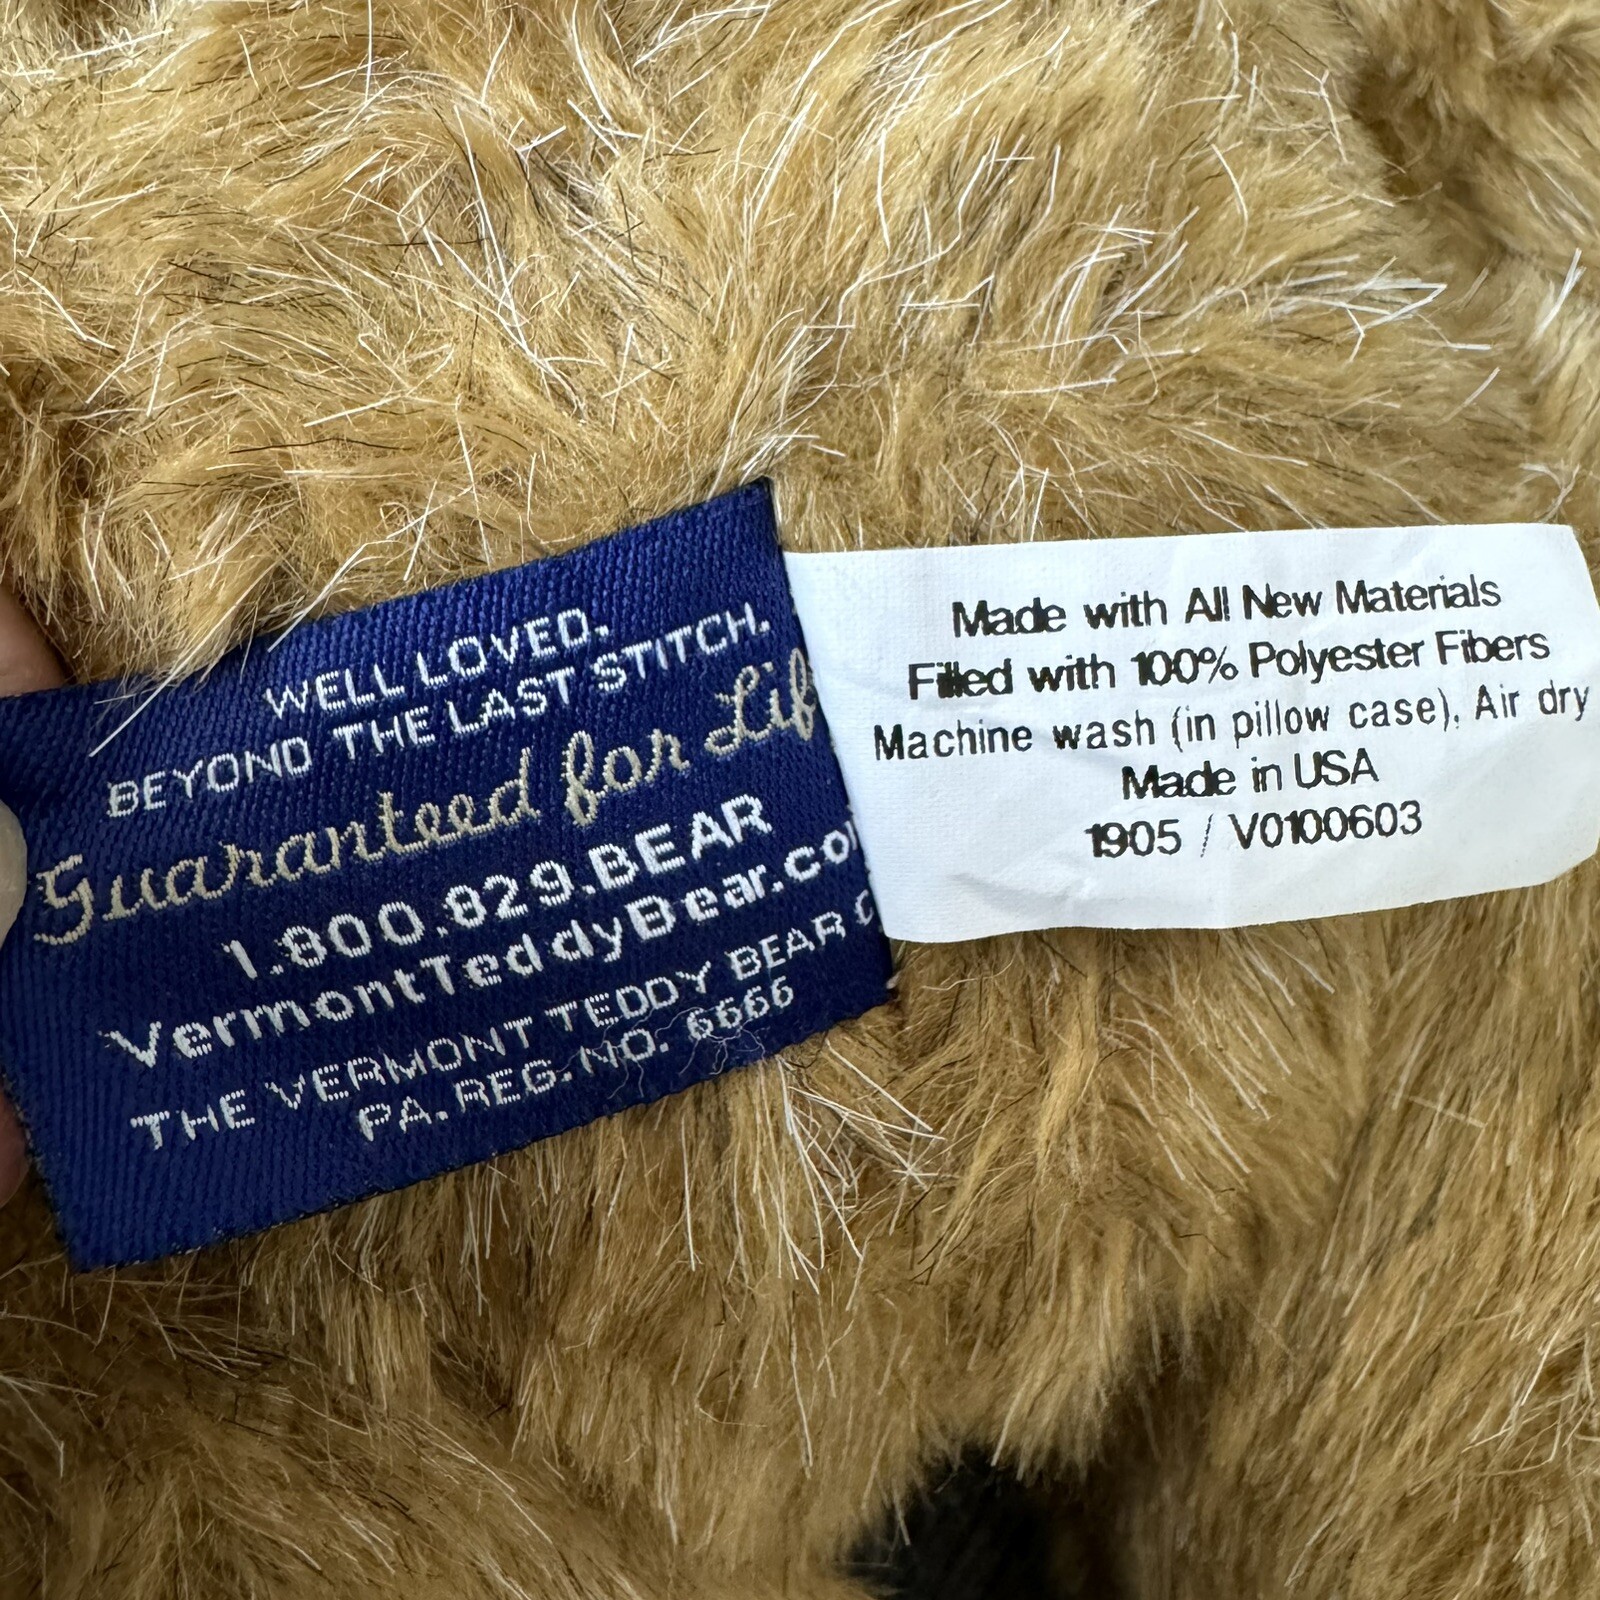 WELL LOVED.
BEYOND THE LAST STITCH.
Guaranteed for Lif
1.800.829.BEAR
VermontTeddyBear.co
THE VERMONT TEDDY BEAR C
PA. REG. NO. 6666
Made with All New Materials
Filled with 100% Polyester Fibers
Machine wash (in pillow case). Air dry
Made in USA
1905 / V0100603